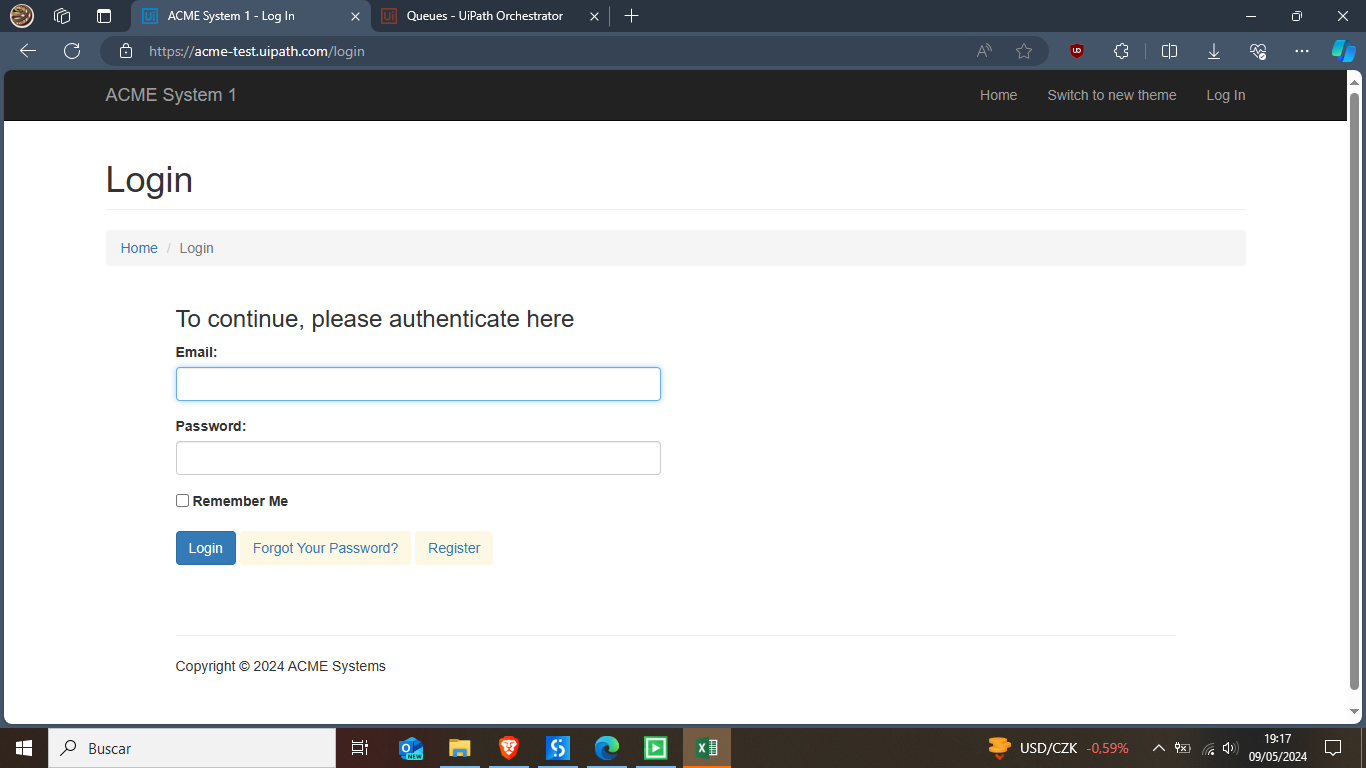 ACME System 1 - Log In
Queues - UiPath Orchestrator
https://acme-test.uipath.com/login
ACME System 1
Home
Switch to new theme
Log In
Login
Home / Login
To continue, please authenticate here
Email:
Password:
Remember Me
Login
Forgot Your Password?
Register
Copyright © 2024 ACME Systems
Buscar
NEW
USD/CZK -0,59%
19:17
09/05/2024